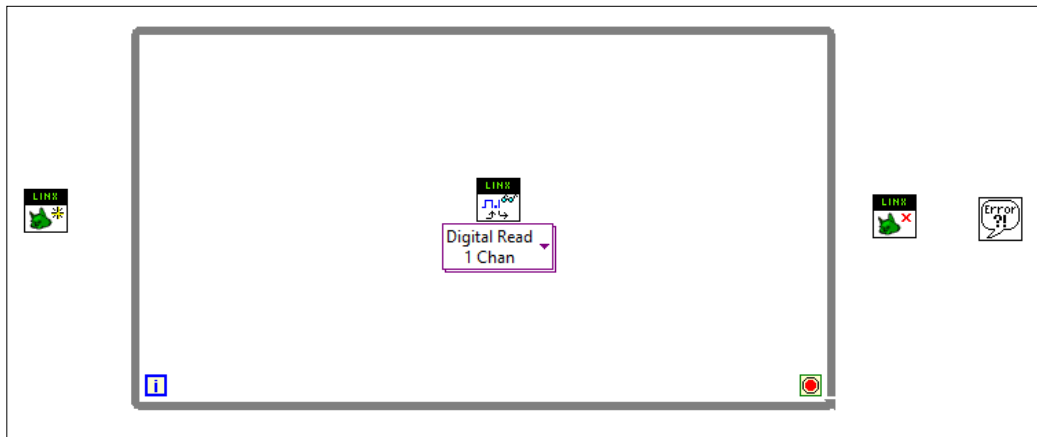 LINX
LINX
Digital Read
1 Chan
i
LINX
Error
?!